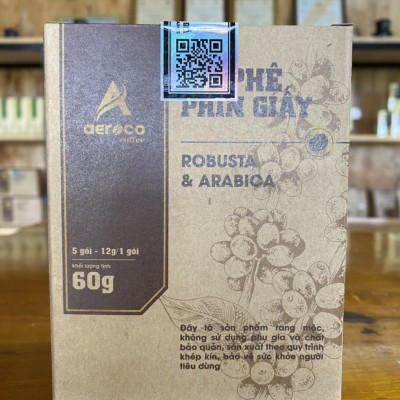 PHÊ
PHIN GIẤY
aeroco
coffee
ROBUSTA
& ARABICA
5 gói - 12g/1 gói
khối lượng tịnh
60g
Đây là sản phẩm rang mộc,
không sử dụng phụ gia và chất
bảo quản, sản xuất theo quy trình
khép kín, bảo vệ sức khỏe người
tiêu dùng